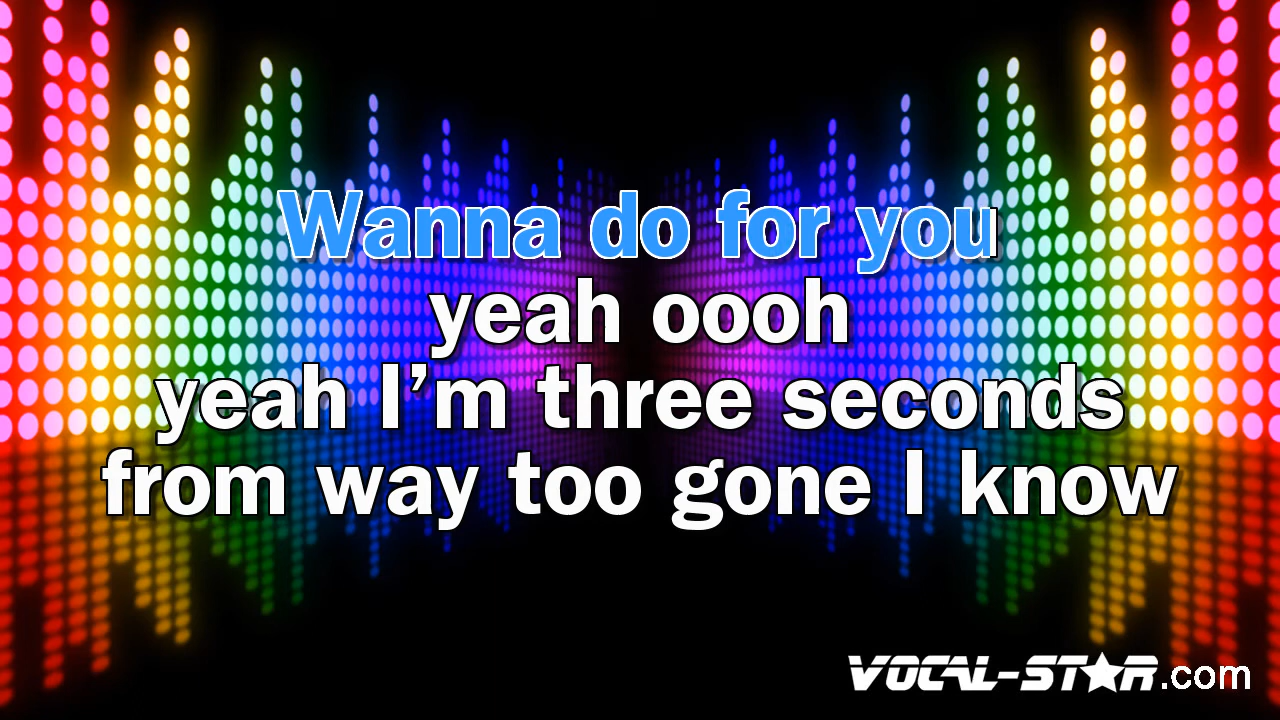 Wanna do for you
yeah oooh
yeah I’m three seconds
from way too gone I know
VOCAL-STAR.com